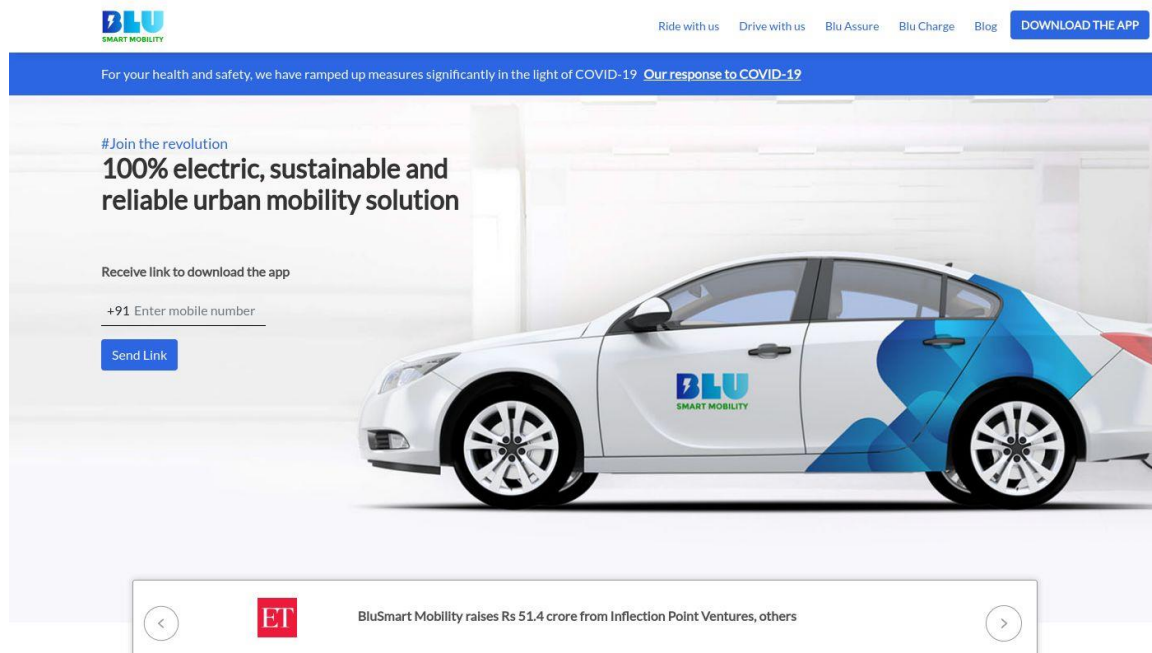 BLU
SMART MOBILITY
Ride with us
Drive with us
Blu Assure
Blu Charge
Blog
DOWNLOAD THE APP
For your health and safety, we have ramped up measures significantly in the light of COVID-19 Our response to COVID-19
#Join the revolution
100% electric, sustainable and
reliable urban mobility solution
Receive link to download the app
+91 Enter mobile number
Send Link
BLU
SMART MOBILITY
ET
BluSmart Mobility raises Rs 51.4 crore from Inflection Point Ventures, others